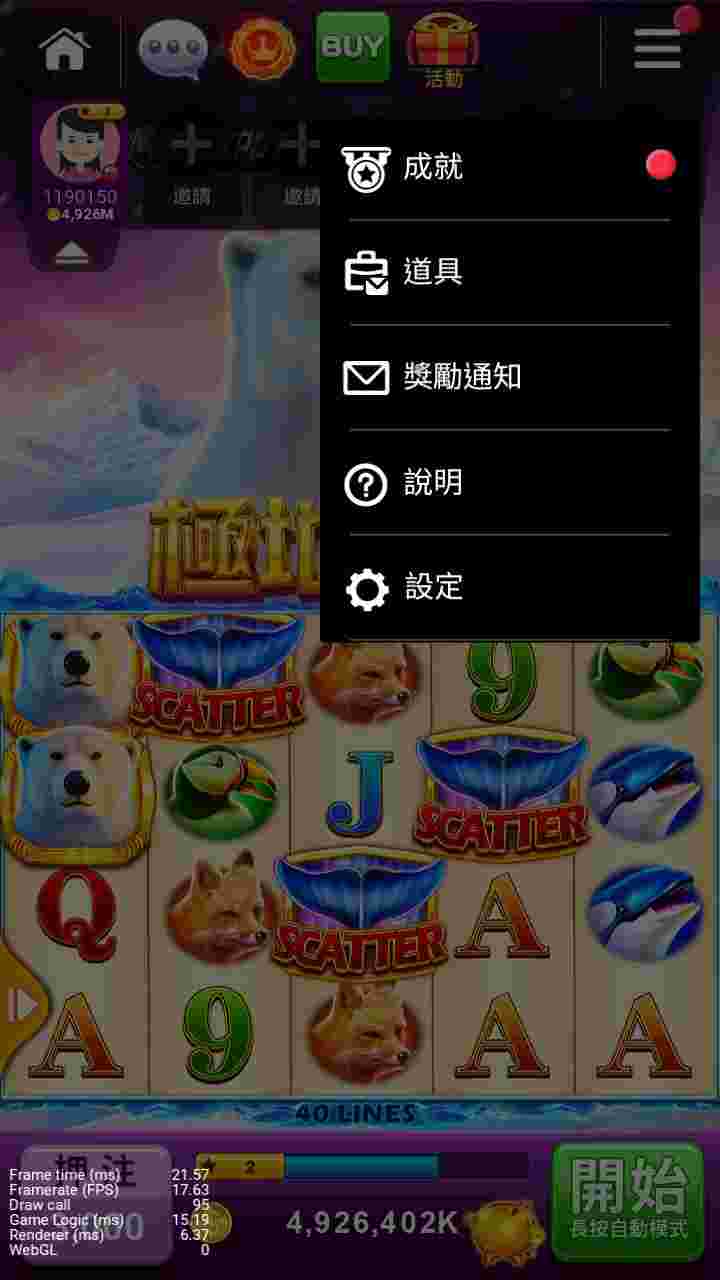 BUY
活動
1190150
4,926M
邀請
邀請
成就
道具
獎勵通知
說明
設定
極地
SCATTER
9
J
SCATTER
Q
SCATTER
A
A
9
A
A
40 LINES
押注
2
開始
長按自動模式
4,926,402K
Frame time (ms) 21.57
Framerate (FPS) 17.63
Draw call 95
Game Logic (ms) 15.19
Renderer (ms) 6.37
WebGL 0